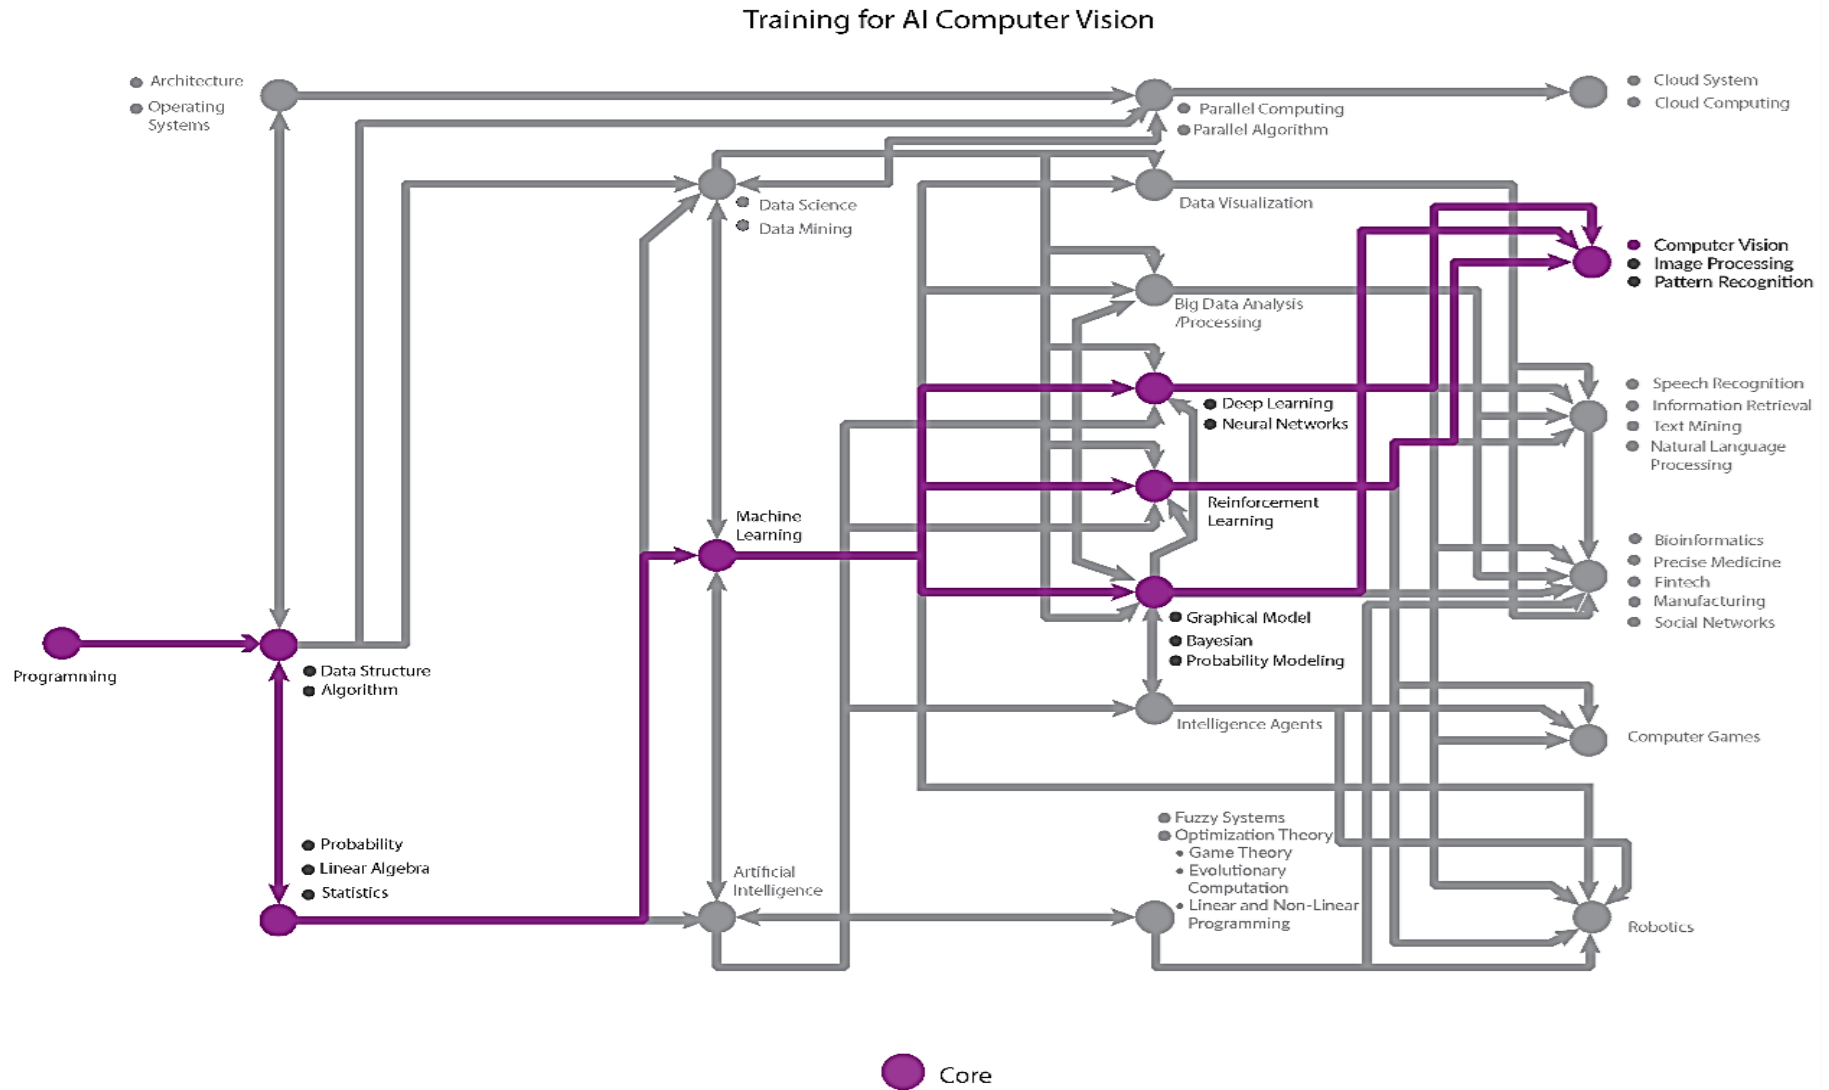 Training for AI Computer Vision
Architecture
Operating
Systems
Parallel Computing
Parallel Algorithm
Cloud System
Cloud Computing
Data Science
Data Mining
Data Visualization
Computer Vision
Image Processing
Pattern Recognition
Big Data Analysis
/Processing
Deep Learning
Neural Networks
Speech Recognition
Information Retrieval
Text Mining
Natural Language
Processing
Machine
Learning
Reinforcement
Learning
Bioinformatics
Precise Medicine
Fintech
Manufacturing
Social Networks
Programming
Data Structure
Algorithm
Graphical Model
Bayesian
Probability Modeling
Intelligence Agents
Computer Games
Probability
Linear Algebra
Statistics
Artificial
Intelligence
Fuzzy Systems
Optimization Theory
Game Theory
Evolutionary
Computation
Linear and Non-Linear
Programming
Robotics
Core